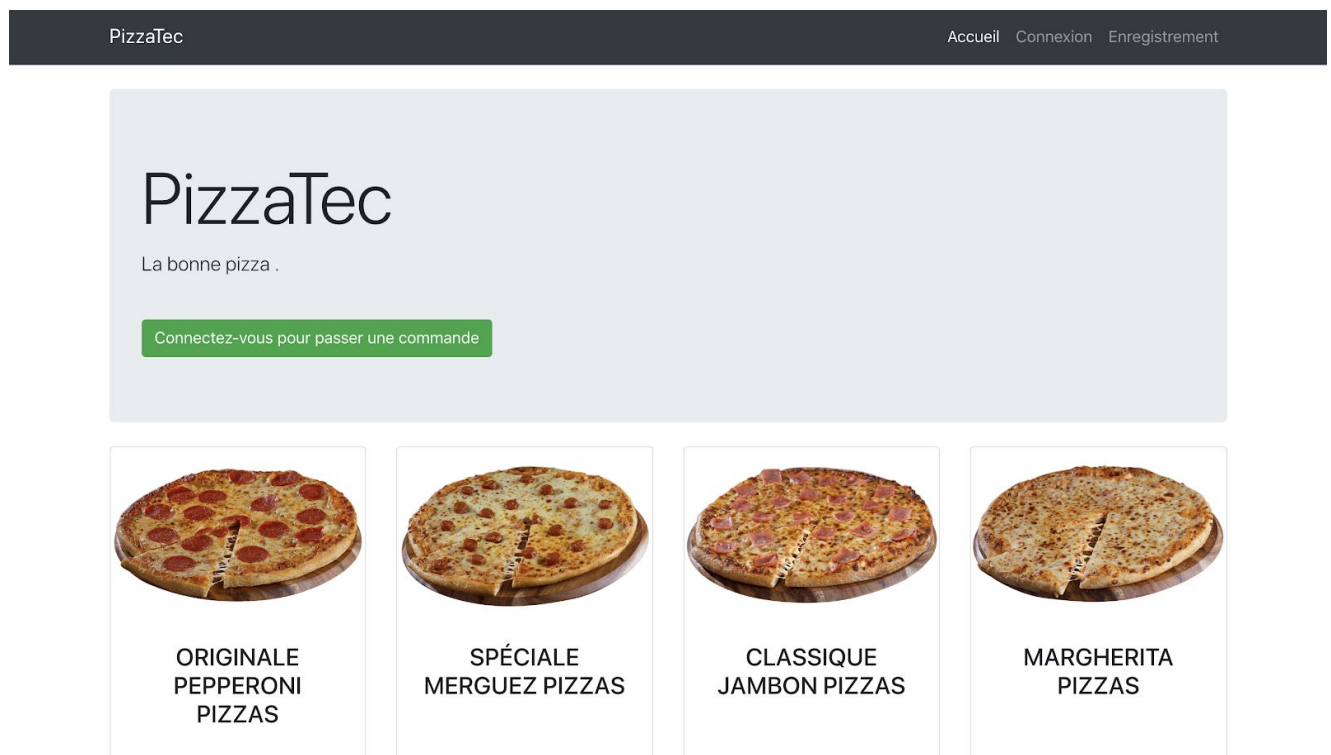 PizzaTec
Accueil Connexion Enregistrement
PizzaTec
La bonne pizza .
Connectez-vous pour passer une commande
ORIGINALE
PEPPERONI
PIZZAS
SPÉCIALE
MERGUEZ PIZZAS
CLASSIQUE
JAMBON PIZZAS
MARGHERITA
PIZZAS